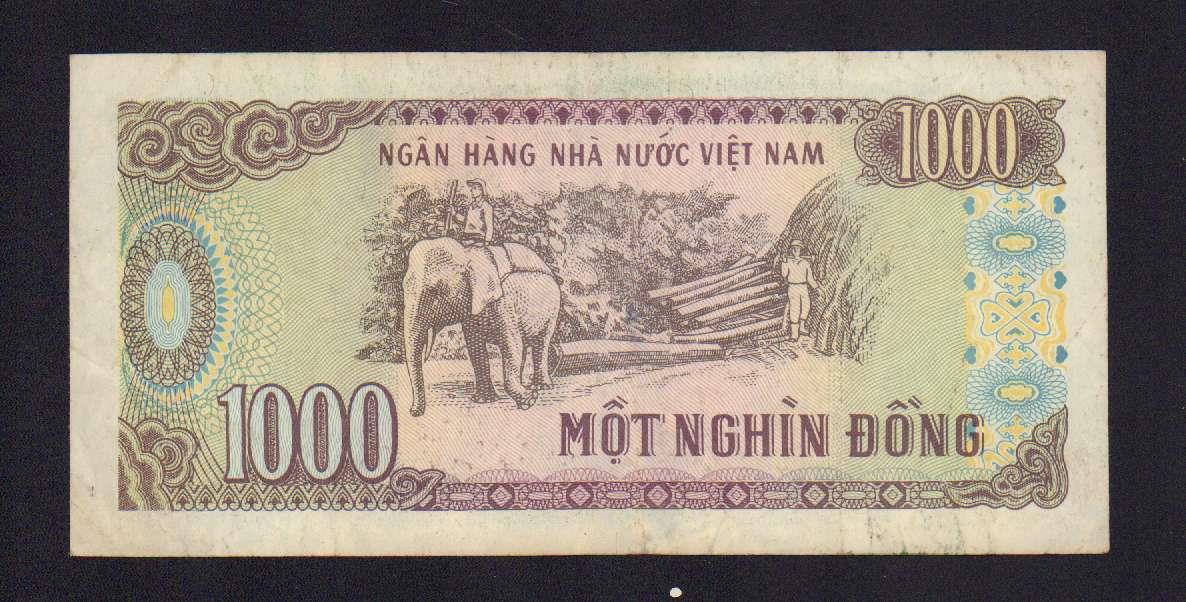 NGÂN HÀNG NHÀ NƯỚC VIỆT NAM
1000
1000
MỘT NGHÌN ĐỒNG